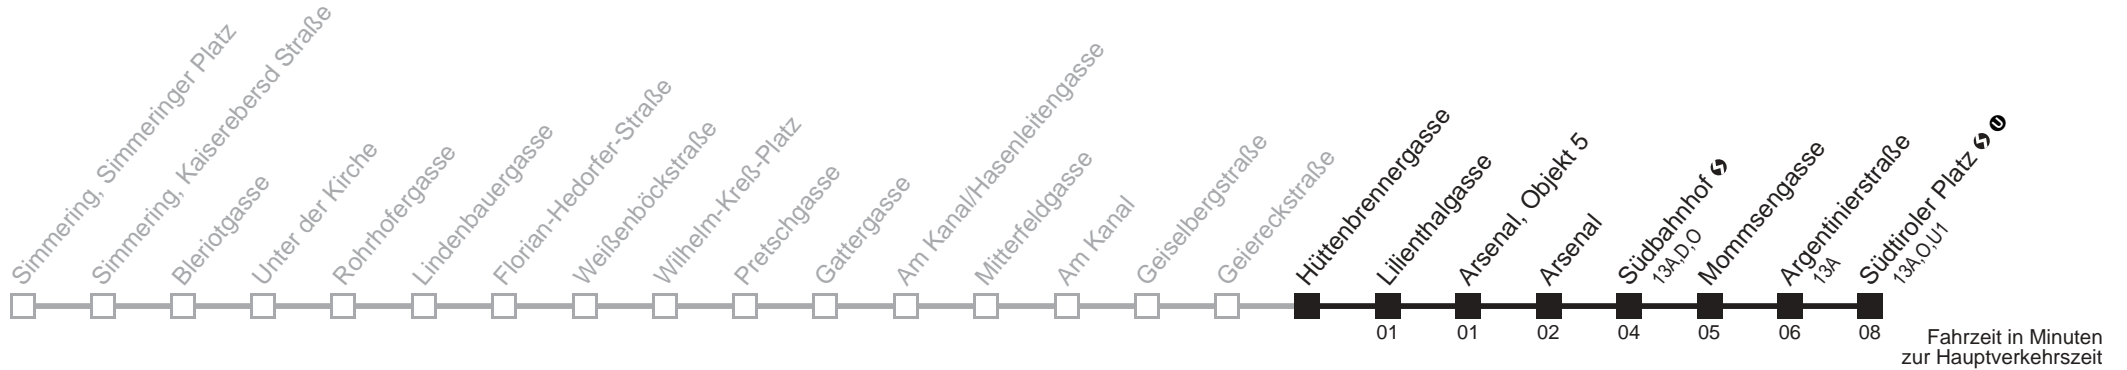 Simmering, Simmeringer Platz
Simmering, Kaiserebersd Straße
Bleriotgasse
Unter der Kirche
Rohrhofergasse
Lindenbauergasse
Florian-Hedorfer-Straße
Weißenböckstraße
Wilhelm-Kreß-Platz
Pretschgasse
Gattergasse
Am Kanal/Hasenleitengasse
Mitterfeldgasse
Am Kanal
Geiselbergstraße
Geiereckstraße
Hüttenbrennergasse
Lilienthalgasse
Arsenal, Objekt 5
Arsenal
Südbahnhof
13A,D,O
Mommsengasse
Argentinierstraße
13A
Südtiroler Platz U
13A,O,U1
01 01 02 04 05 06 08
Fahrzeit in Minuten
zur Hauptverkehrszeit